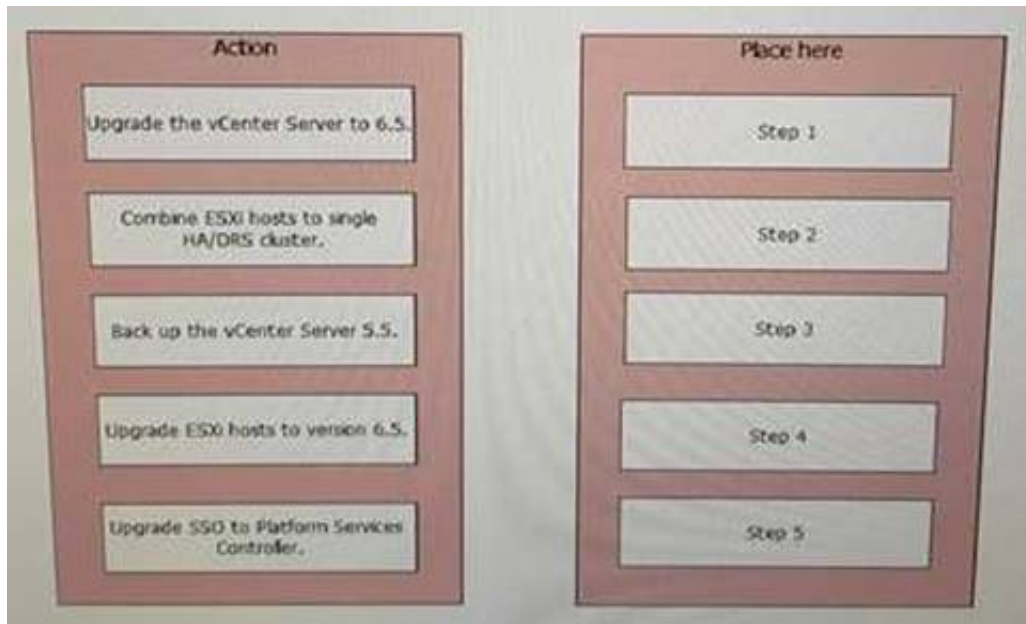 Action
Upgrade the vCenter Server to 6.5.
Combine ESXi hosts to single
HA/DRS cluster.
Back up the vCenter Server 5.5.
Upgrade ESXi hosts to version 6.5.
Upgrade SSO to Platform Services
Controller.
Place here
Step 1
Step 2
Step 3
Step 4
Step 5